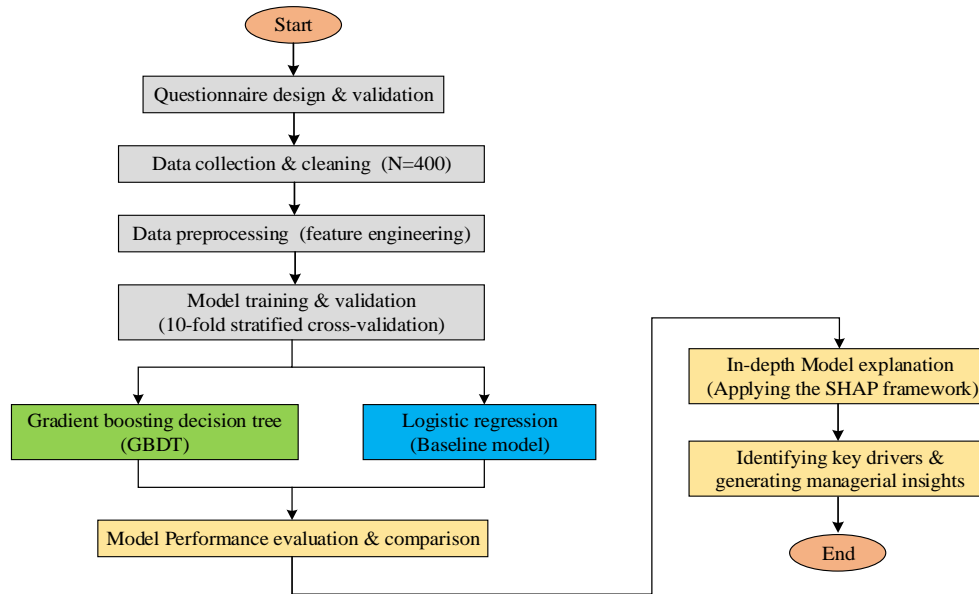 Start
Questionnaire design & validation
Data collection & cleaning (N=400)
Data preprocessing (feature engineering)
Model training & validation
(10-fold stratified cross-validation)
Gradient boosting decision tree
(GBDT)
Logistic regression
(Baseline model)
Model Performance evaluation & comparison
In-depth Model explanation
(Applying the SHAP framework)
Identifying key drivers &
generating managerial insights
End